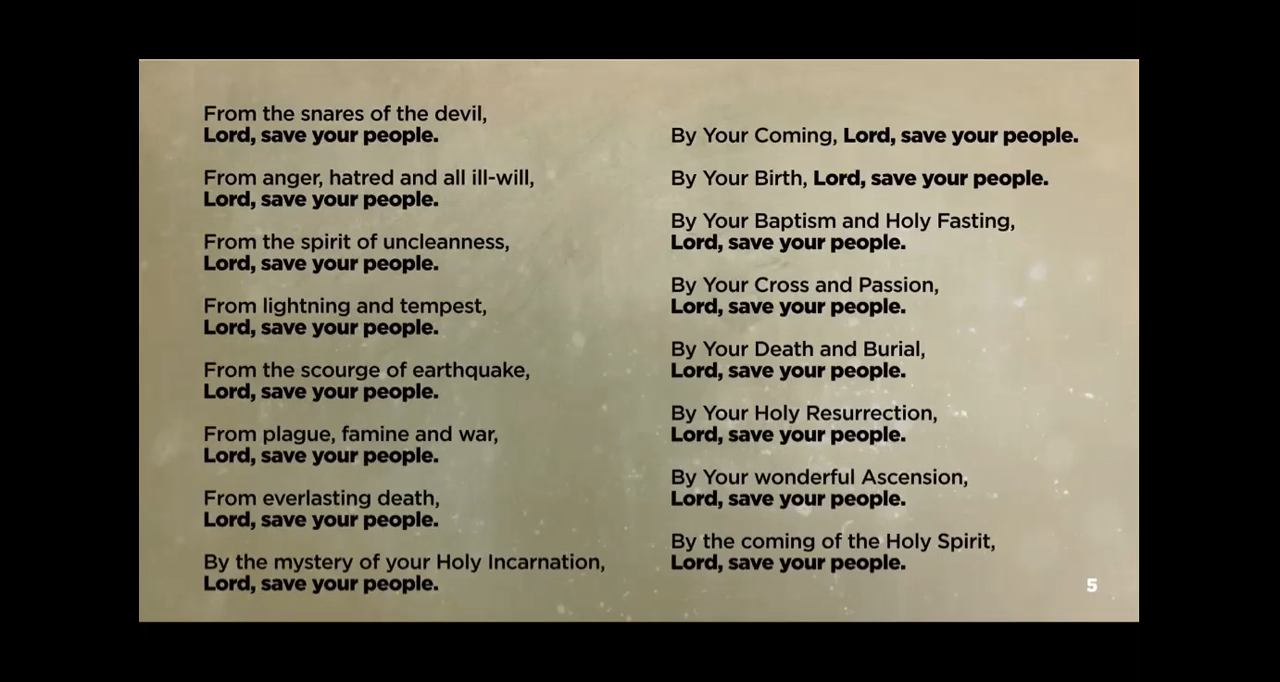 From the snares of the devil,
Lord, save your people.
From anger, hatred and all ill-will,
Lord, save your people.
From the spirit of uncleanness,
Lord, save your people.
From lightning and tempest,
Lord, save your people.
From the scourge of earthquake,
Lord, save your people.
From plague, famine and war,
Lord, save your people.
From everlasting death,
Lord, save your people.
By the mystery of your Holy Incarnation,
Lord, save your people.
By Your Coming, Lord, save your people.
By Your Birth, Lord, save your people.
By Your Baptism and Holy Fasting,
Lord, save your people.
By Your Cross and Passion,
Lord, save your people.
By Your Death and Burial,
Lord, save your people.
By Your Holy Resurrection,
Lord, save your people.
By Your wonderful Ascension,
Lord, save your people.
By the coming of the Holy Spirit,
Lord, save your people.
5